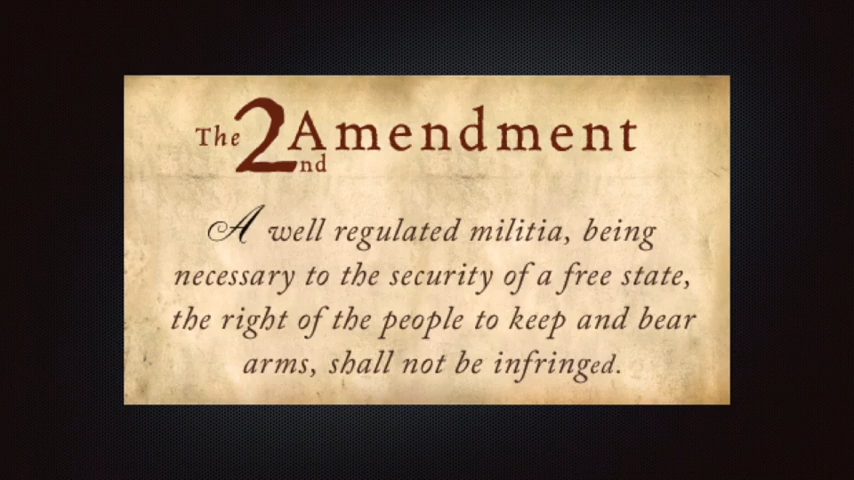 The 2nd Amendment
A well regulated militia, being
necessary to the security of a free state,
the right of the people to keep and bear
arms, shall not be infringed.